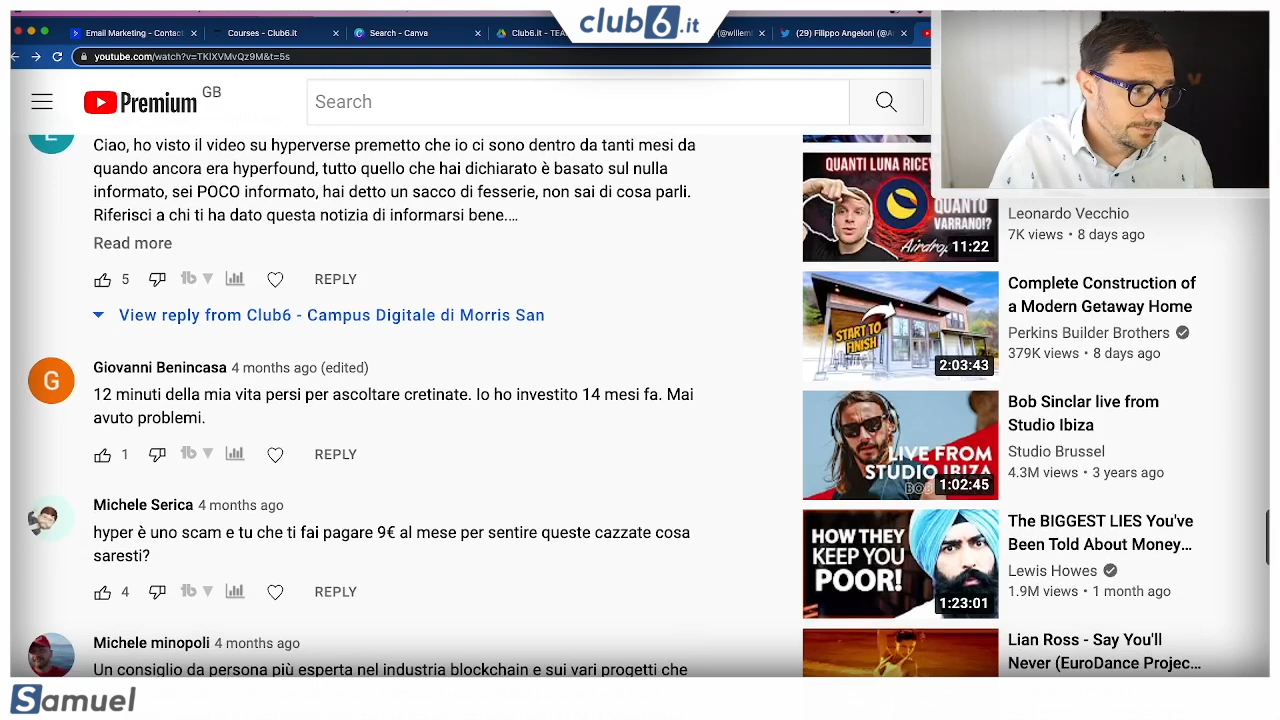 club6.it
Email Marketing - Contact
Courses - Club6.it
Search - Canva
Club6.it - TEA
(@willem
(29) Filippo Angeloni (@A
youtube.com/watch?v=TKlXVMvQz9M&t=5s
Premium GB
Search
Ciao, ho visto il video su hyperverse premetto che io ci sono dentro da tanti mesi da
quando ancora era hyperfound, tutto quello che hai dichiarato è basato sul nulla
informato, sei POCO informato, hai detto un sacco di fesserie, non sai di cosa parli.
Riferisci a chi ti ha dato questa notizia di informarsi bene....
Read more
5 REPLY
View reply from Club6 - Campus Digitale di Morris San
G
Giovanni Benincasa 4 months ago (edited)
12 minuti della mia vita persi per ascoltare cretinate. Io ho investito 14 mesi fa. Mai
avuto problemi.
1 REPLY
Michele Serica 4 months ago
hyper è uno scam e tu che ti fai pagare 9€ al mese per sentire queste cazzate cosa
saresti?
4 REPLY
Michele minopoli 4 months ago
Un consiglio da persona più esperta nel industria blockchain e sui vari progetti che
QUANTI LUNA RICEV
QUANTO
VARRANO?
Airdrop
11:22
Leonardo Vecchio
7K views • 8 days ago
START TO
FINISH
2:03:43
Complete Construction of
a Modern Getaway Home
Perkins Builder Brothers
379K views • 8 days ago
LIVE FROM
STUDIO IBIZA
BOB
1:02:45
Bob Sinclar live from
Studio Ibiza
Studio Brussel
4.3M views • 3 years ago
HOW THEY
KEEP YOU
POOR!
1:23:01
The BIGGEST LIES You've
Been Told About Money...
Lewis Howes
1.9M views • 1 month ago
Lian Ross - Say You'll
Never (EuroDance Projec...
Samuel